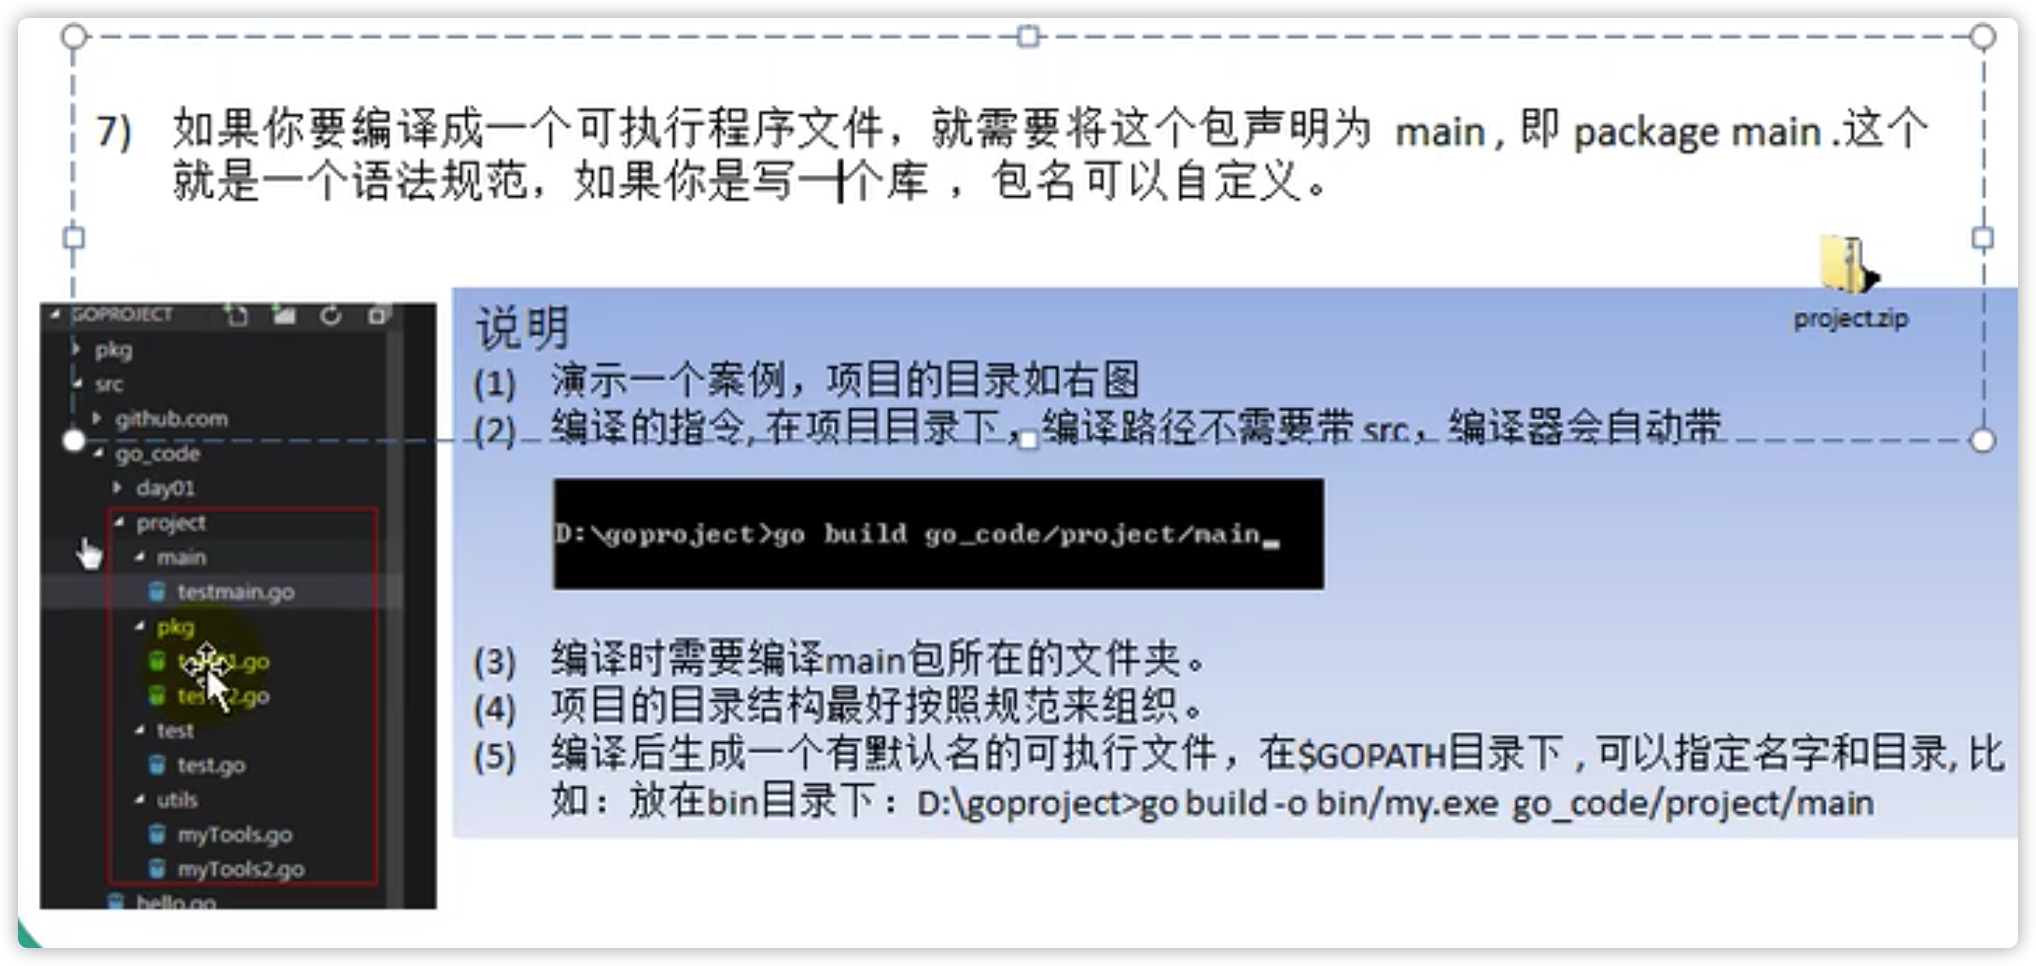 7) 如果你要编译成一个可执行程序文件，就需要将这个包声明为 main , 即 package main .这个
就是一个语法规范，如果你是写一个库 ，包名可以自定义。
project.zip
GOPROJECT
pkg
src
github.com
go_code
day01
project
main
testmain.go
pkg
test
test.go
utils
myTools.go
myTools2.go
hello.go
说明
(1) 演示一个案例，项目的目录如右图
(2) 编译的指令, 在项目目录下，编译路径不需要带 src，编译器会自动带
D:\goproject>go build go_code/project/main
(3) 编译时需要编译main包所在的文件夹。
(4) 项目的目录结构最好按照规范来组织。
(5) 编译后生成一个有默认名的可执行文件，在$GOPATH目录下 , 可以指定名字和目录, 比
如：放在bin目录下：D:\goproject>go build -o bin/my.exe go_code/project/main